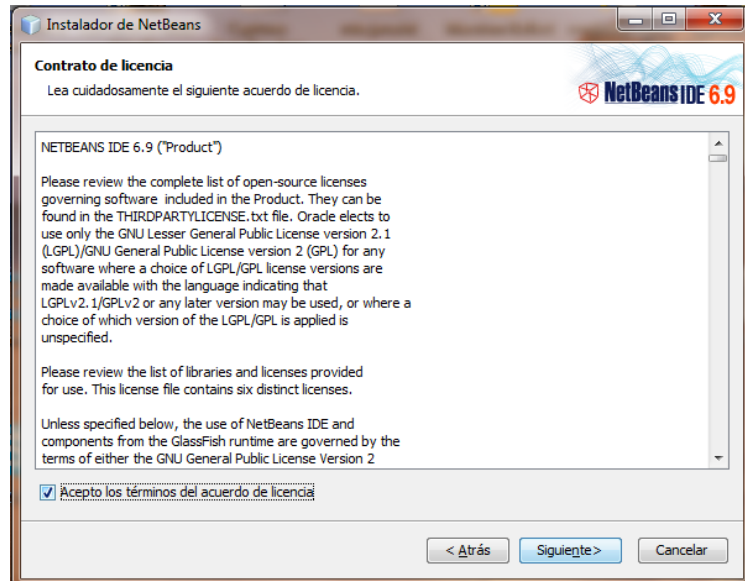 Instalador de NetBeans
Contrato de licencia
Lea cuidadosamente el siguiente acuerdo de licencia.
NetBeans IDE 6.9
NETBEANS IDE 6.9 ("Product")
Please review the complete list of open-source licenses
governing software included in the Product. They can be
found in the THIRDPARTYLICENSE.txt file. Oracle elects to
use only the GNU Lesser General Public License version 2.1
(LGPL)/GNU General Public License version 2 (GPL) for any
software where a choice of LGPL/GPL license versions are
made available with the language indicating that
LGPLv2.1/GPLv2 or any later version may be used, or where a
choice of which version of the LGPL/GPL is applied is
unspecified.
Please review the list of libraries and licenses provided
for use. This license file contains six distinct licenses.
Unless specified below, the use of NetBeans IDE and
components from the GlassFish runtime are governed by the
terms of either the GNU General Public License Version 2
Acepto los términos del acuerdo de licencia
< Atrás Siguiente > Cancelar